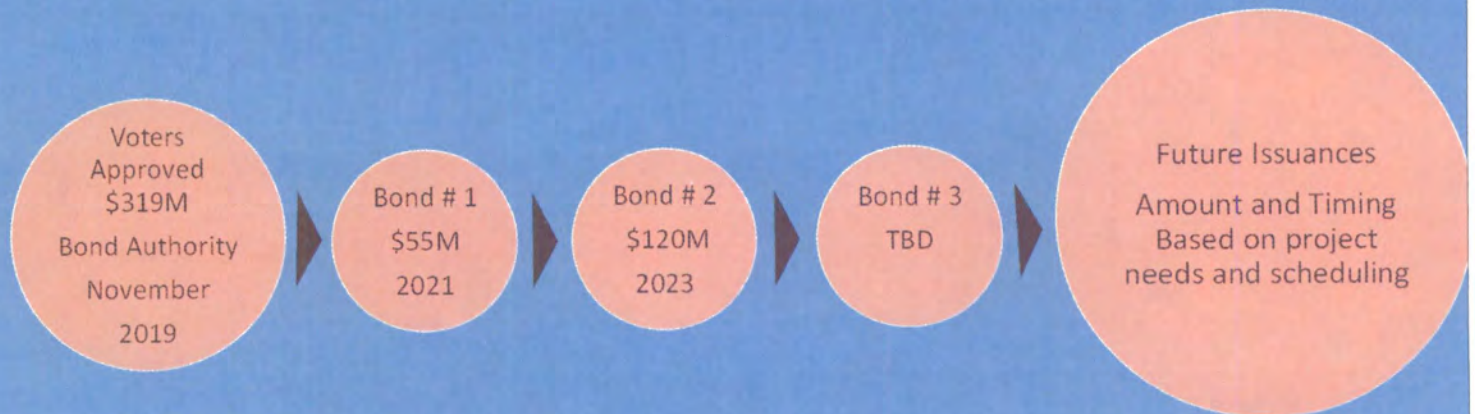 Voters
Approved
$319M
Bond Authority
November
2019
Bond # 1
$55M
2021
Bond # 2
$120M
2023
Bond # 3
TBD
Future Issuances
Amount and Timing
Based on project
needs and scheduling